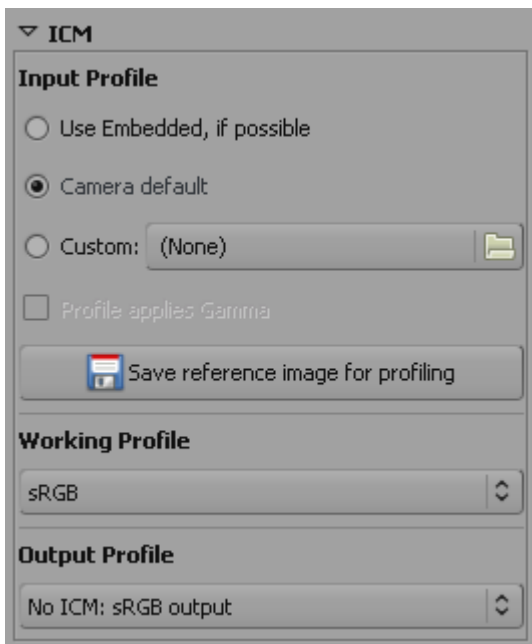 ICM
Input Profile
Use Embedded, if possible
Camera default
Custom: (None)
Profile applies Gamma
Save reference image for profiling
Working Profile
sRGB
Output Profile
No ICM: sRGB output